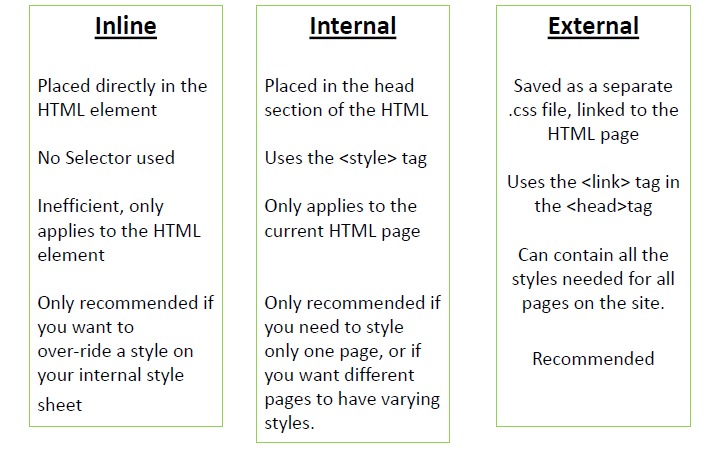 Inline
Placed directly in the
HTML element
No Selector used
Inefficient, only
applies to the HTML
element
Only recommended if
you want to
over-ride a style on
your internal style
sheet
Internal
Placed in the head
section of the HTML
Uses the <style> tag
Only applies to the
current HTML page
Only recommended if
you need to style
only one page, or if
you want different
pages to have varying
styles.
External
Saved as a separate
.css file, linked to the
HTML page
Uses the <link> tag in
the <head>tag
Can contain all the
styles needed for all
pages on the site.
Recommended